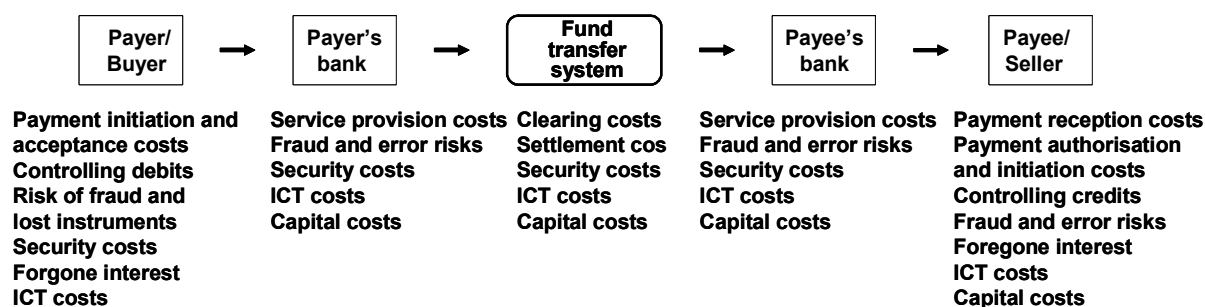 Payer/
Buyer
Payer's
bank
Fund
transfer
system
Payee's
bank
Payee/
Seller
Payment initiation and
acceptance costs
Controlling debits
Risk of fraud and
lost instruments
Security costs
Forgone interest
ICT costs
Service provision costs
Fraud and error risks
Security costs
ICT costs
Capital costs
Clearing costs
Settlement cos
Security costs
ICT costs
Capital costs
Service provision costs
Fraud and error risks
Security costs
ICT costs
Capital costs
Payment reception costs
Payment authorisation
and initiation costs
Controlling credits
Fraud and error risks
Foregone interest
ICT costs
Capital costs